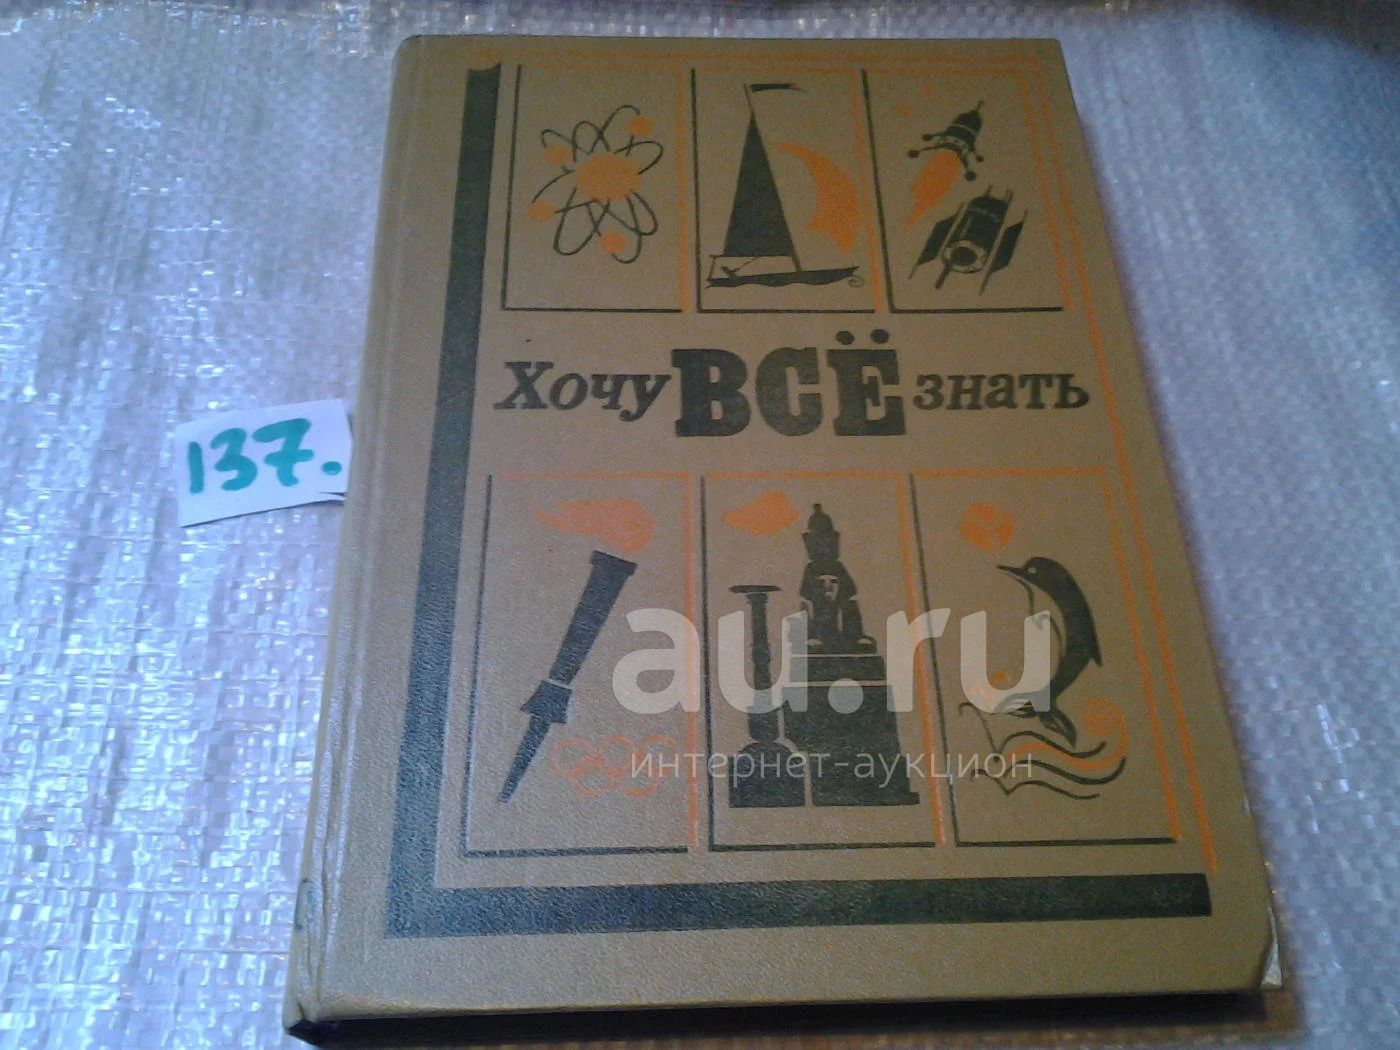 Хочу ВСЁ знать
137.
au.ru
интернет-аукцион